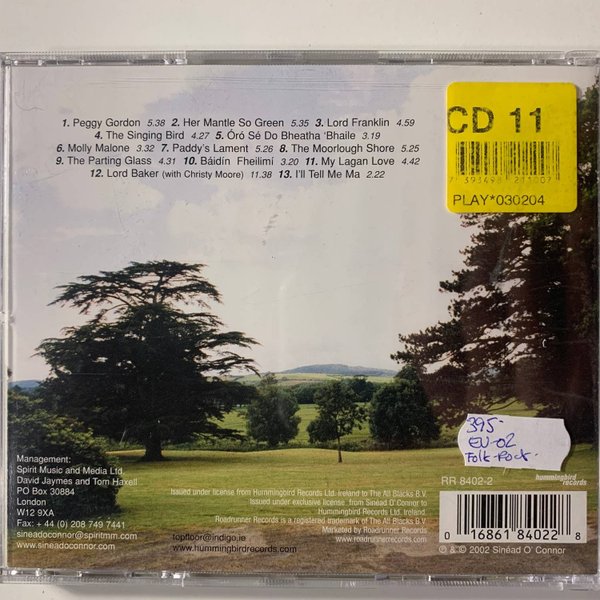 1. Peggy Gordon 5.38 2. Her Mantle So Green 5.35 3. Lord Franklin 4.59
4. The Singing Bird 4.27 5. Óró Sé Do Bheatha 'Bhaile 3.19
6. Molly Malone 3.32 7. Paddy's Lament 5.26 8. The Moorlough Shore 5.25
9. The Parting Glass 4.31 10. Báidín Fheilimí 3.20 11. My Lagan Love 4.42
12. Lord Baker (with Christy Moore) 11.38 13. I'll Tell Me Ma 2.22
CD 11
PLAY*030204
395-
EU-02
Folk-Rock-
Management:
Spirit Music and Media Ltd
David Jaymes and Tom Haxell
PO Box 30884
London
W12 9XA
Fax: + 44 (0) 208 749 7441
sineadoconnor@spiritmm.com
www.sineadoconnor.com
Issued under license from Hummingbird Records Ltd. Ireland to The All Blacks B.V.
Issued under exclusive license from Sinéad O' Connor to
Hummingbird Records Ltd. Ireland.
Roadrunner Records is a registered trademark of The All Blacks B.V.
Marketed by Roadrunner Records
www.roadrunnerrecords.com
topfloor@indigo.ie
www.hummingbirdrecords.com
RR 8402-2
hummingbird
records
0 16861 84022 8
℗ & © 2002 Sinéad O' Connor